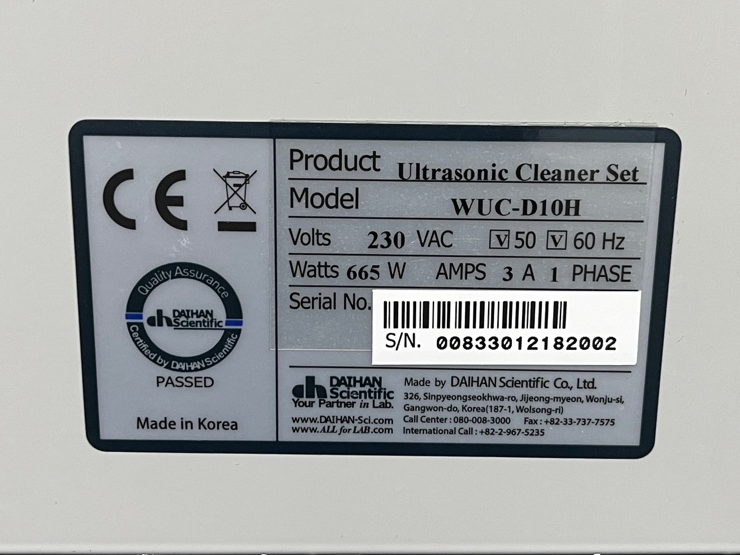 CE
Quality Assurance
DAIHAN
dh Scientific
Certified by DAIHAN Scientific
PASSED
Made in Korea
Product Ultrasonic Cleaner Set
Model WUC-D10H
Volts 230 VAC V 50 V 60 Hz
Watts 665 W AMPS 3 A 1 PHASE
Serial No.
S/N. 00833012182002
DAIHAN
dh Scientific
Your Partner in Lab.
www.DAIHAN-Sci.com
www.ALLforLAB.com
Made by DAIHAN Scientific Co., Ltd.
326, Sinpyeongseokhwa-ro, Jijeong-myeon, Wonju-si,
Gangwon-do, Korea(187-1, Wolsong-ri)
Call Center : 080-008-3000 Fax : +82-33-737-7575
International Call : +82-2-967-5235